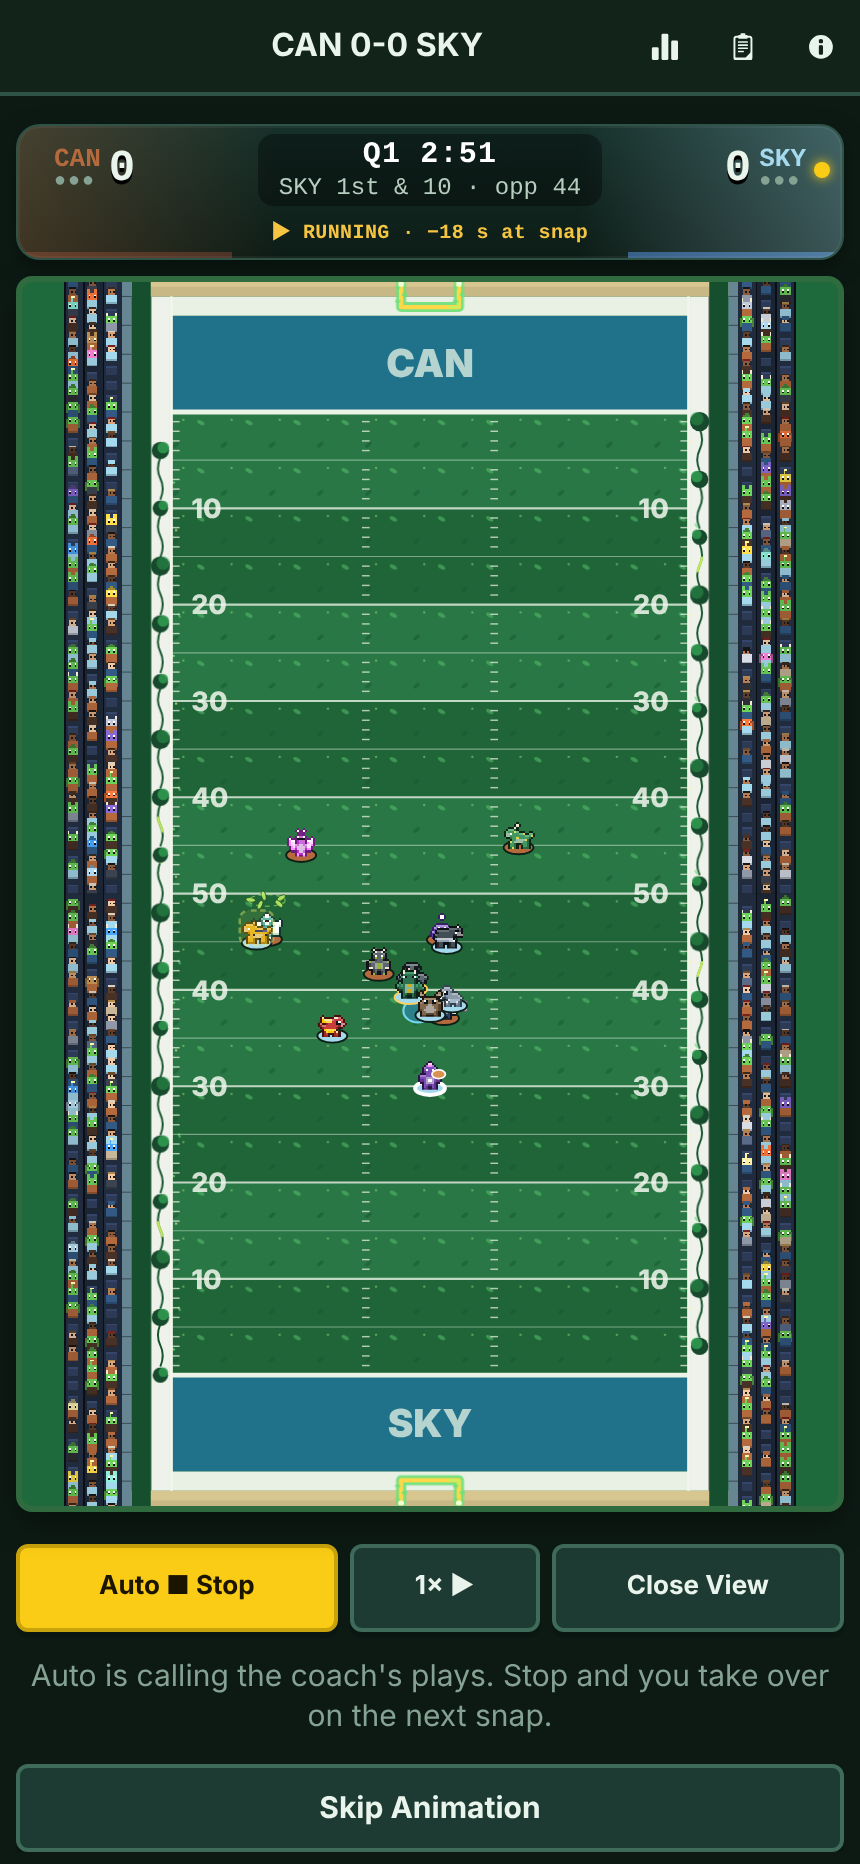 CAN 0-0 SKY
CAN 0 Q1 2:51 0 SKY
SKY 1st & 10 · opp 44
▶ RUNNING · −18 s at snap
CAN
10 10
20 20
30 30
40 40
50 50
40 40
30 30
20 20
10 10
SKY
Auto ■ Stop
1× ▶
Close View
Auto is calling the coach's plays. Stop and you take over
on the next snap.
Skip Animation